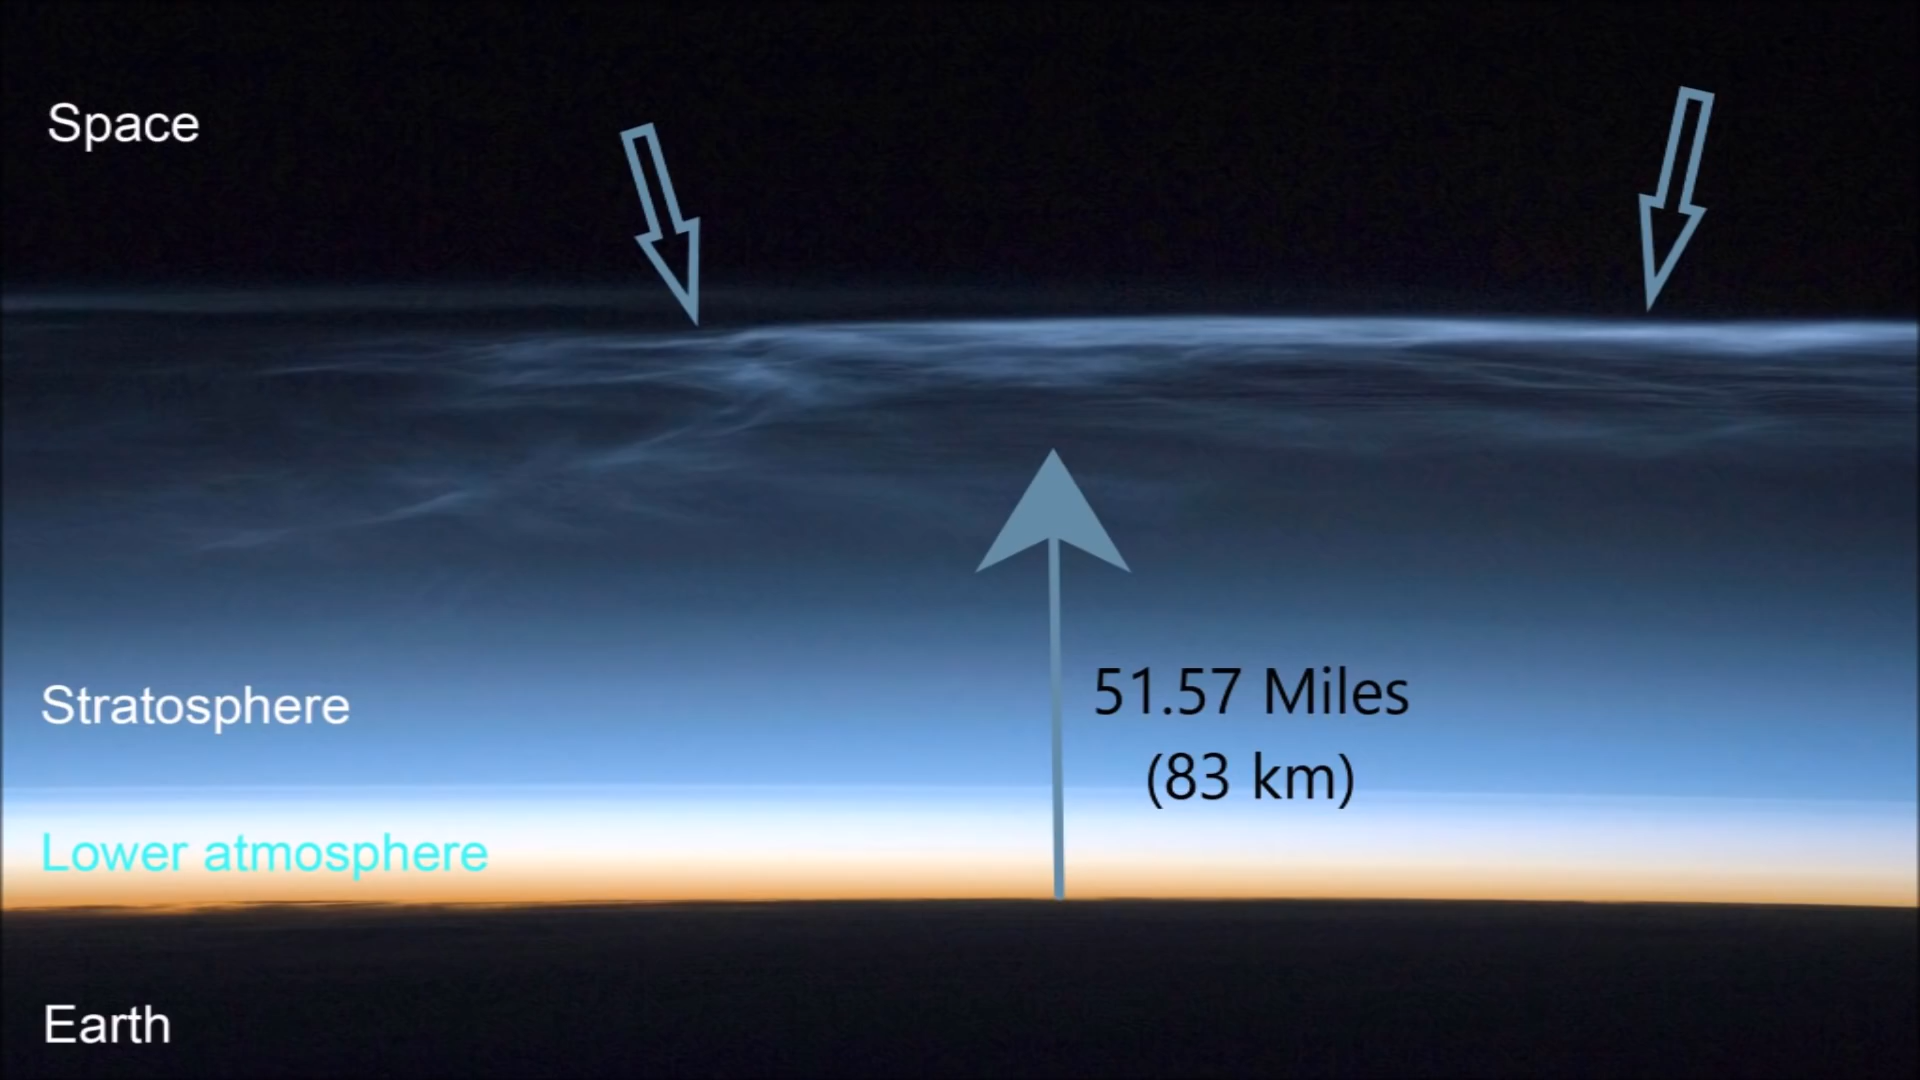 Space
Stratosphere
51.57 Miles
(83 km)
Lower atmosphere
Earth